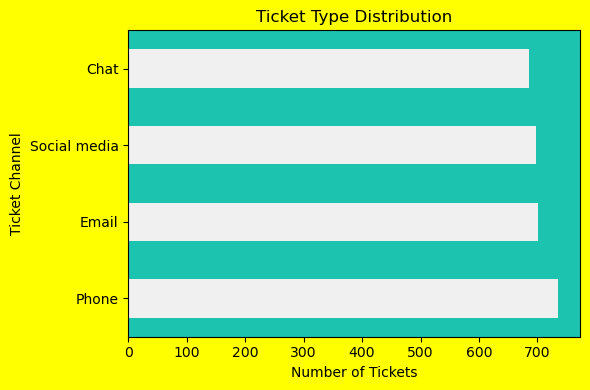 Ticket Type Distribution
Ticket Channel
Chat
Social media
Email
Phone
0 100 200 300 400 500 600 700
Number of Tickets